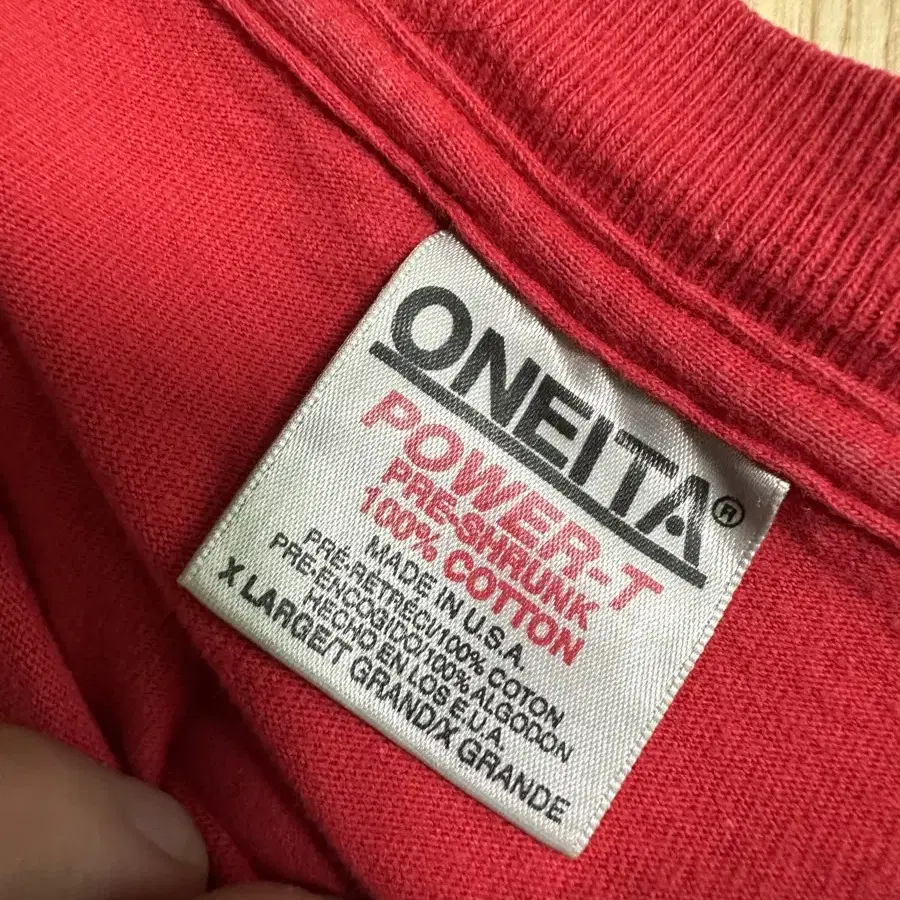 ONEITA®
POWER-T
PRE-SHRUNK
100% COTTON
MADE IN U.S.A.
PRÉ-RETRÉCI/100% COTON
PRE-ENCOGIDO/100% ALGODON
HECHO EN LOS E.U.A.
X LARGE/T GRAND/X GRANDE